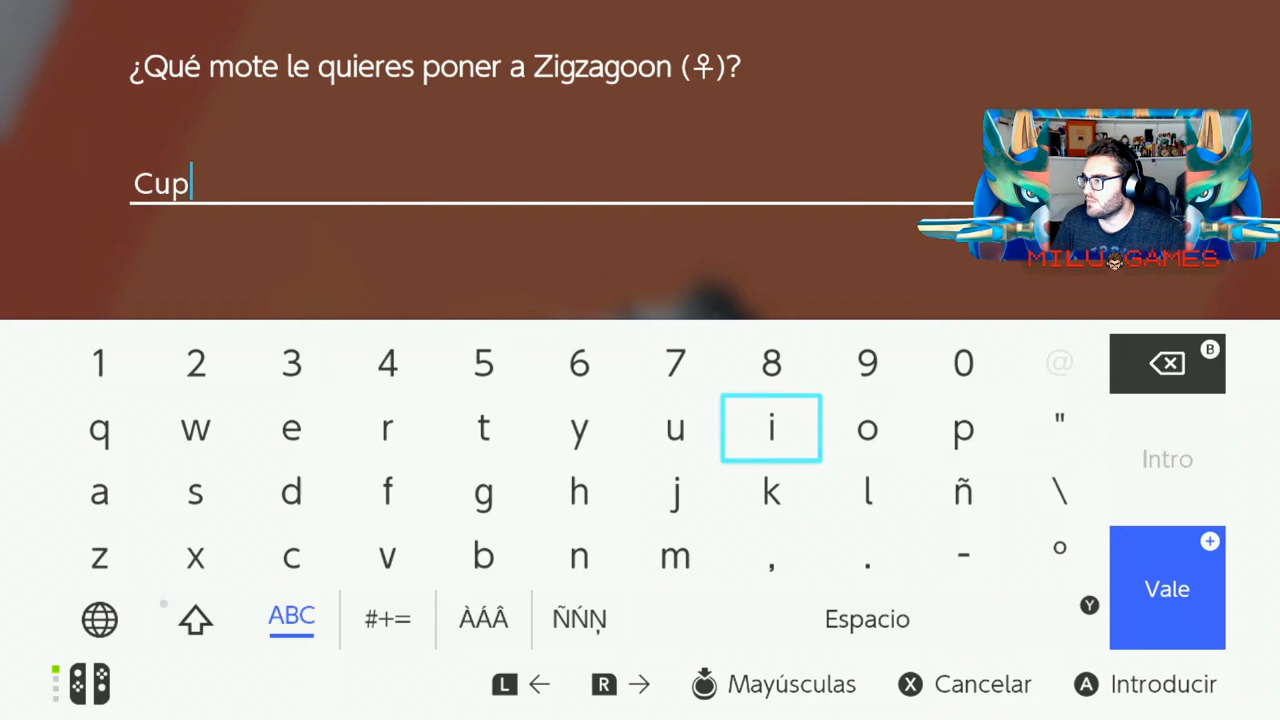 ¿Qué mote le quieres poner a Zigzagoon (♀)?
Cup
MILU GAMES
1 2 3 4 5 6 7 8 9 0 @ B
q w e r t y u i o p " Intro
a s d f g h j k l ñ \
z x c v b n m , . - º + Vale
ABC #+= ÀÁÂ ÑŃŅ Espacio Y
L ← R → Mayúsculas X Cancelar A Introducir